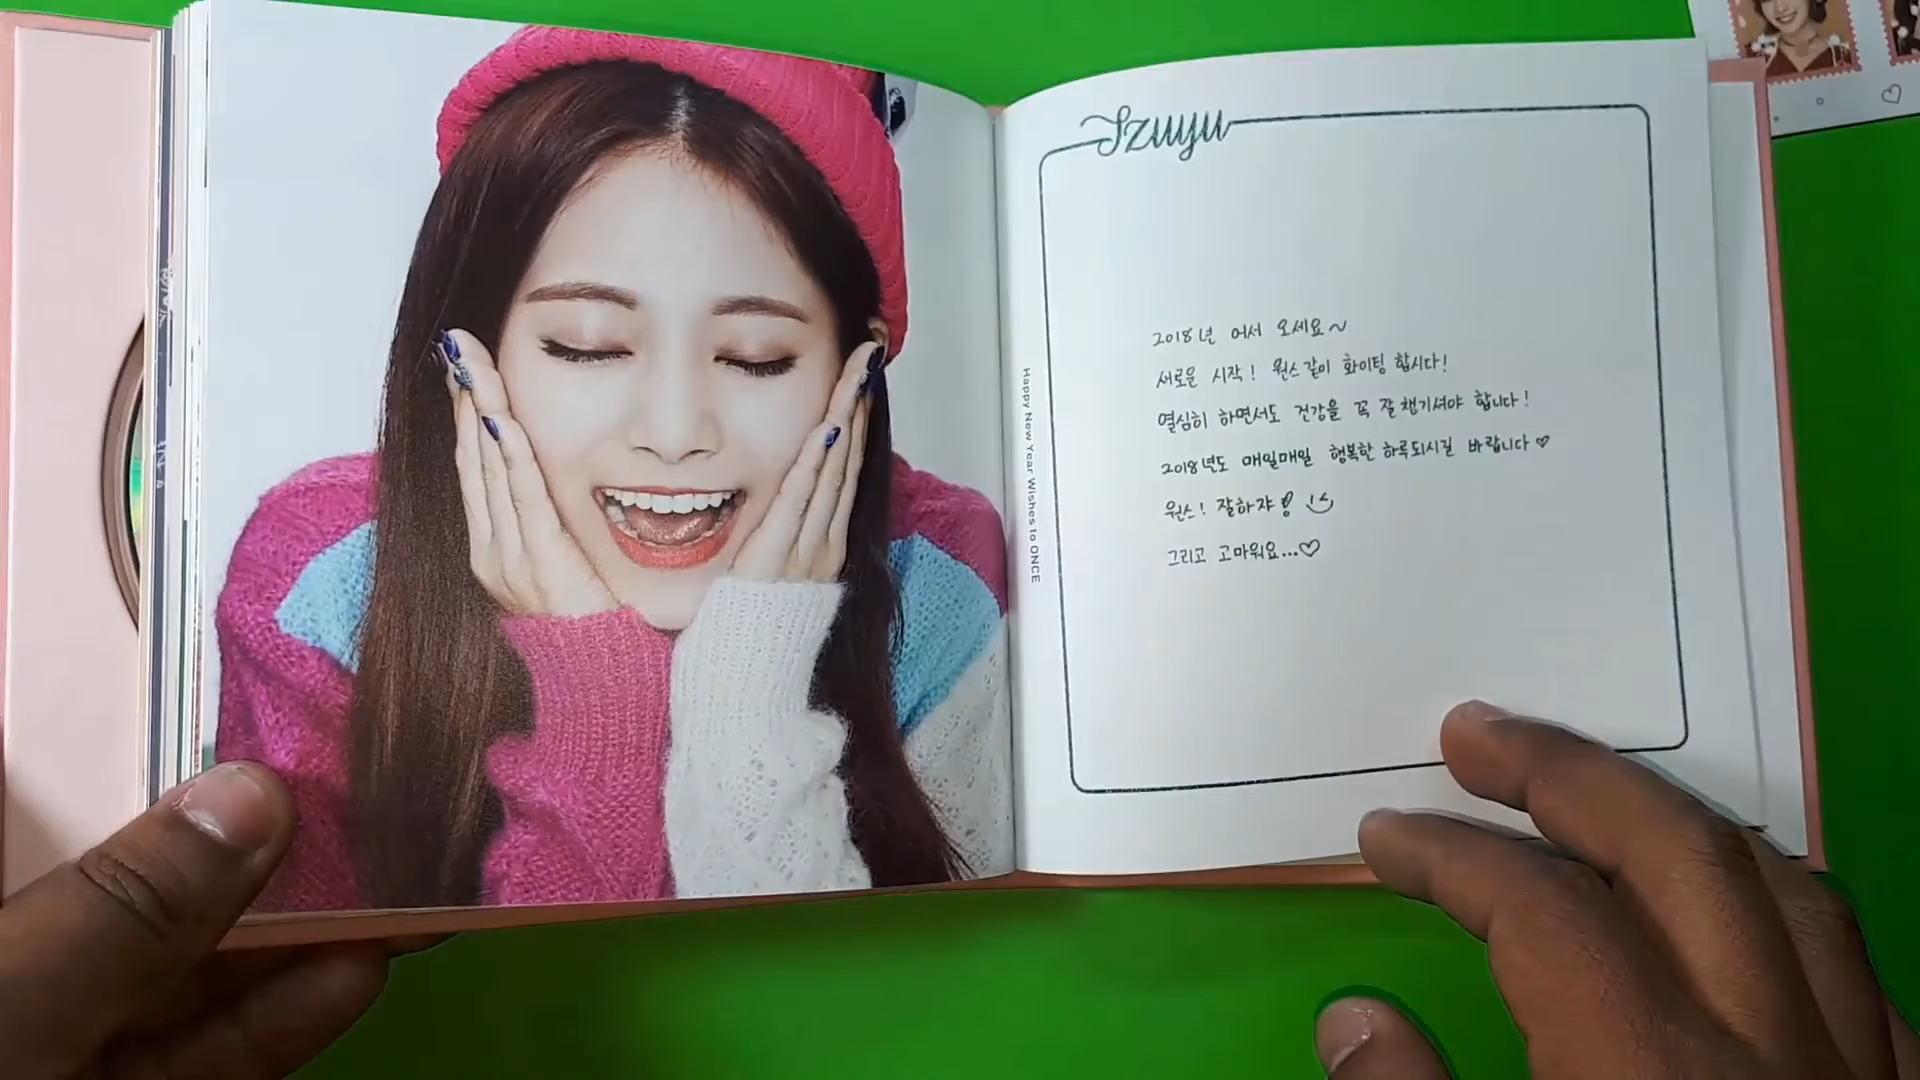 Tzuyu
2018년 어서 오세요~
새로운 시작! 원스같이 화이팅 합시다!
열심히 하면서도 건강을 꼭 잘 챙기셔야 합니다!
2018년도 매일매일 행복한 하루되시길 바랍니다♡
원스! 잘하쟈!
그리고 고마워요...♡
Happy New Year Wishes to ONCE